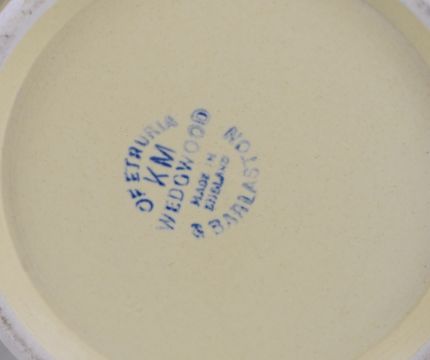 OF ETRURIA
KM
WEDGWOOD
MADE IN
ENGLAND
& BARLASTON